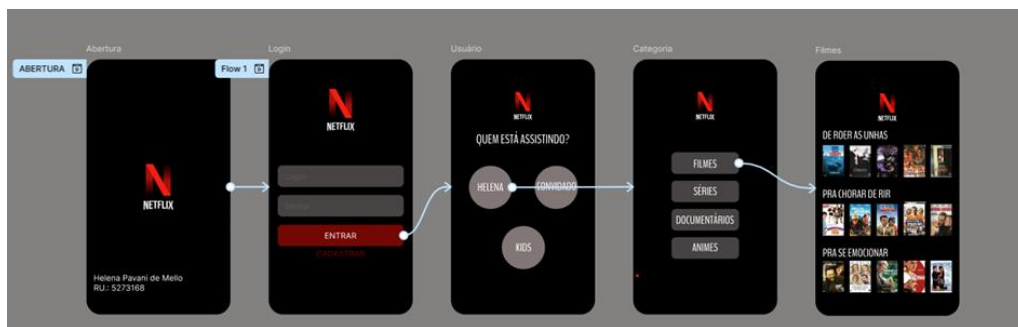 Abertura
ABERTURA
NETFLIX
Helena Pavani de Mello
RU.: 5273168
Login
Flow 1
NETFLIX
Login
Senha
ENTRAR
CADASTRAR
Usuário
NETFLIX
QUEM ESTÁ ASSISTINDO?
HELENA
CONVIDADO
KIDS
Categoria
NETFLIX
FILMES
SÉRIES
DOCUMENTÁRIOS
ANIMES
Filmes
NETFLIX
DE ROER AS UNHAS
PRA CHORAR DE RIR
PRA SE EMOCIONAR